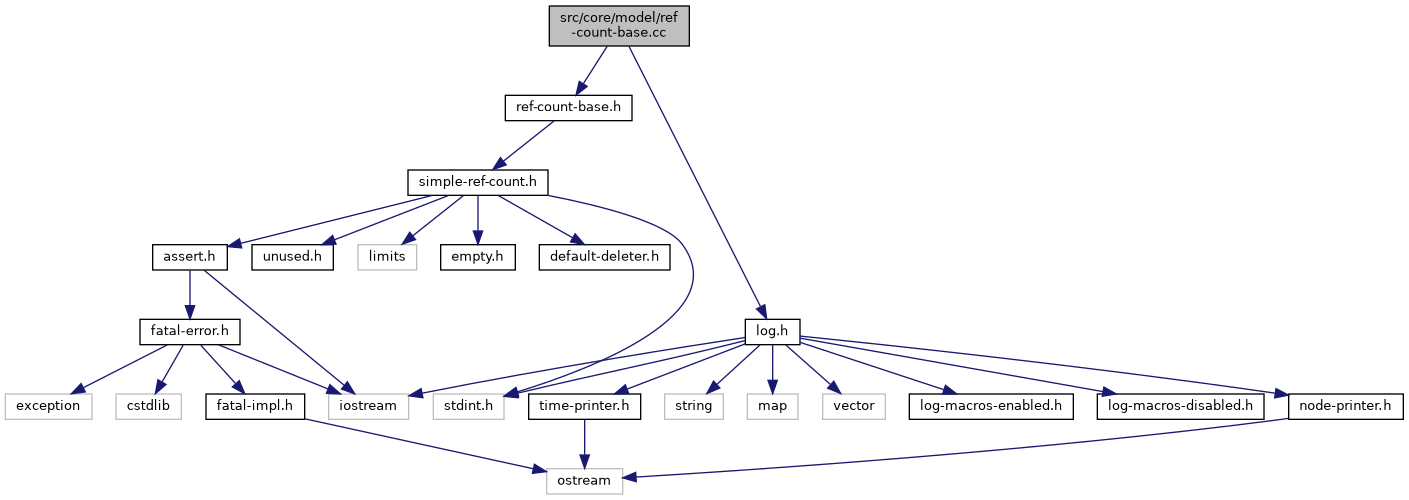 src/core/model/ref
-count-base.cc
ref-count-base.h
simple-ref-count.h
assert.h
unused.h
limits
empty.h
default-deleter.h
fatal-error.h
log.h
exception
cstdlib
fatal-impl.h
iostream
stdint.h
time-printer.h
string
map
vector
log-macros-enabled.h
log-macros-disabled.h
node-printer.h
ostream